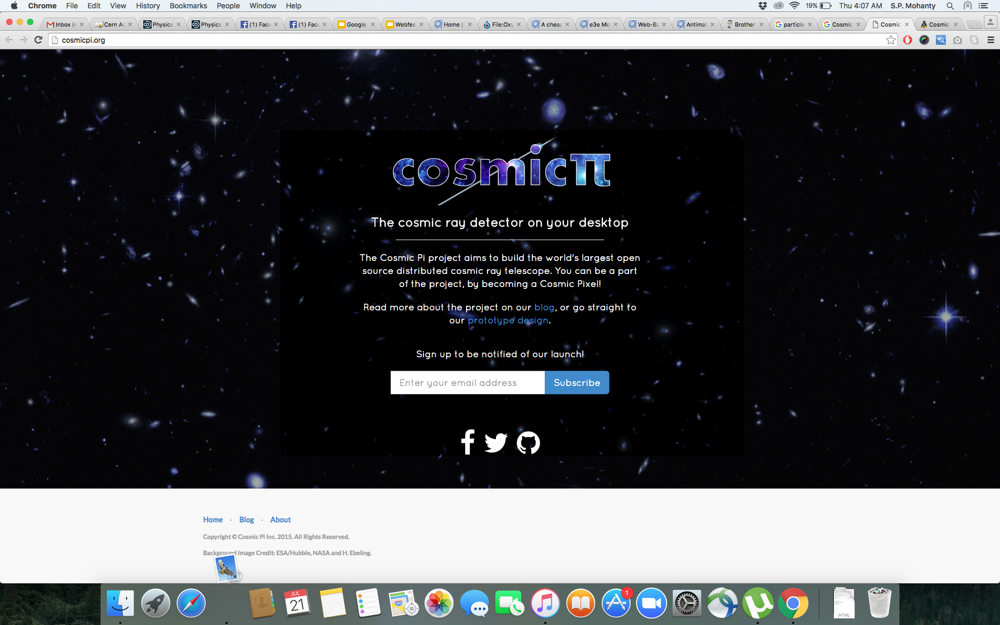 Chrome File Edit View History Bookmarks People Window Help 19% Thu 4:07 AM S.P. Mohanty
Inbox (4 Cern Au Physics Physics (1) Face (1) Face Google Webfes Home | File:Oxy A cheap e3e Mo Web-Ba Antimat Brother particle Cosmic Cosmic Cosmic
cosmicpi.org
cosmicπ
The cosmic ray detector on your desktop
The Cosmic Pi project aims to build the world's largest open
source distributed cosmic ray telescope. You can be a part
of the project, by becoming a Cosmic Pixel!
Read more about the project on our blog, or go straight to
our prototype design.
Sign up to be notified of our launch!
Enter your email address Subscribe
Home · Blog · About
Copyright © Cosmic Pi Inc. 2015. All Rights Reserved.
Background Image Credit: ESA/Hubble, NASA and H. Ebeling.
JUL
21
3D
1
HTML